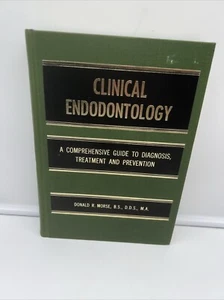 CLINICAL
ENDODONTOLOGY
A COMPREHENSIVE GUIDE TO DIAGNOSIS,
TREATMENT AND PREVENTION
DONALD R. MORSE, B.S., D.D.S., M.A.